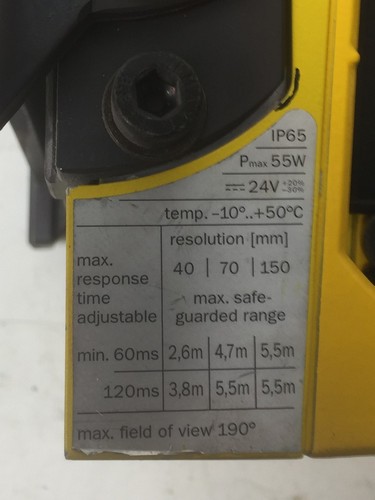 IP65
Pmax 55W
⎓ 24V +20% -30%
temp. -10°..+50°C
resolution [mm]
max. response time adjustable
40 | 70 | 150
max. safe-
guarded range
min. 60ms 2,6m 4,7m 5,5m
120ms 3,8m 5,5m 5,5m
max. field of view 190°